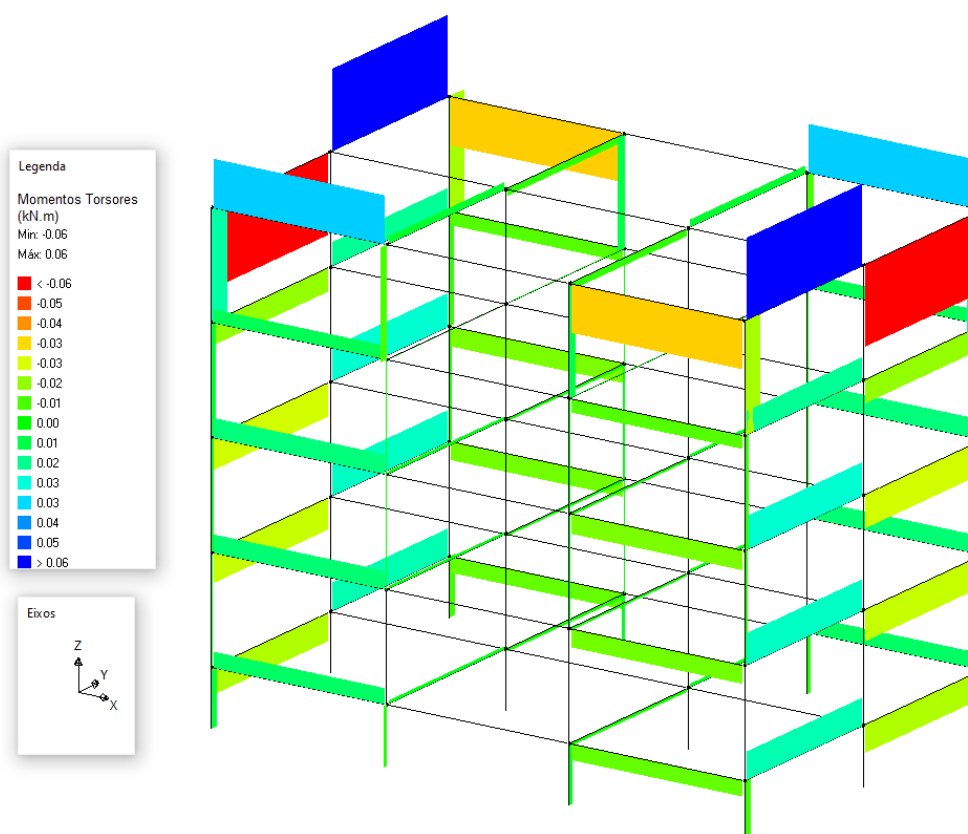 Legenda
Momentos Torsores
(kN.m)
Min: -0.06
Máx: 0.06
< -0.06
-0.05
-0.04
-0.03
-0.03
-0.02
-0.01
0.00
0.01
0.02
0.03
0.03
0.04
0.05
> 0.06
Eixos
Z
Y
X